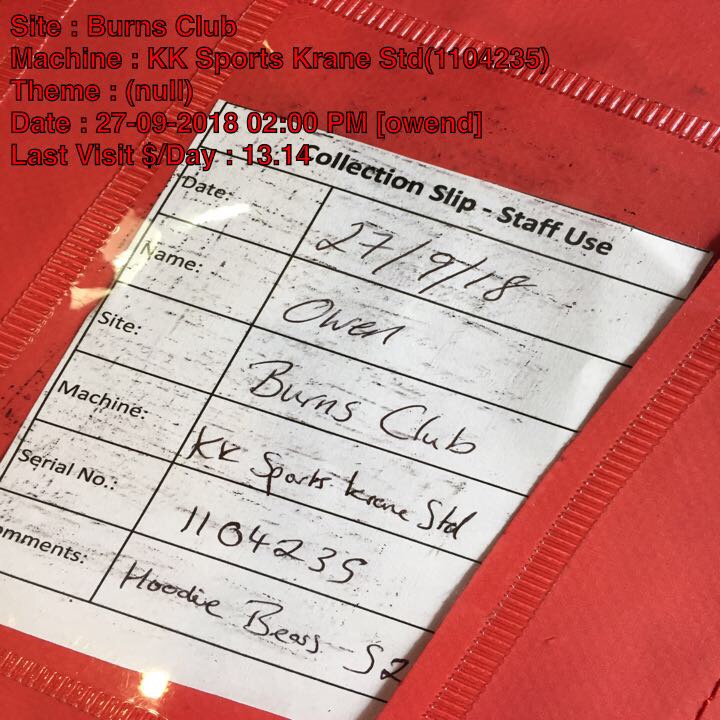 Site : Burns Club
Machine : KK Sports Krane Std(1104235)
Theme : (null)
Date : 27-09-2018 02:00 PM [owend]
Last Visit $/Day : 13.14
Collection Slip - Staff Use
Date: 27/9/18
Name: Owen
Site: Burns Club
Machine: KK Sports Krane Std
Serial No.: 1104235
omments: Hoodie Bears S2